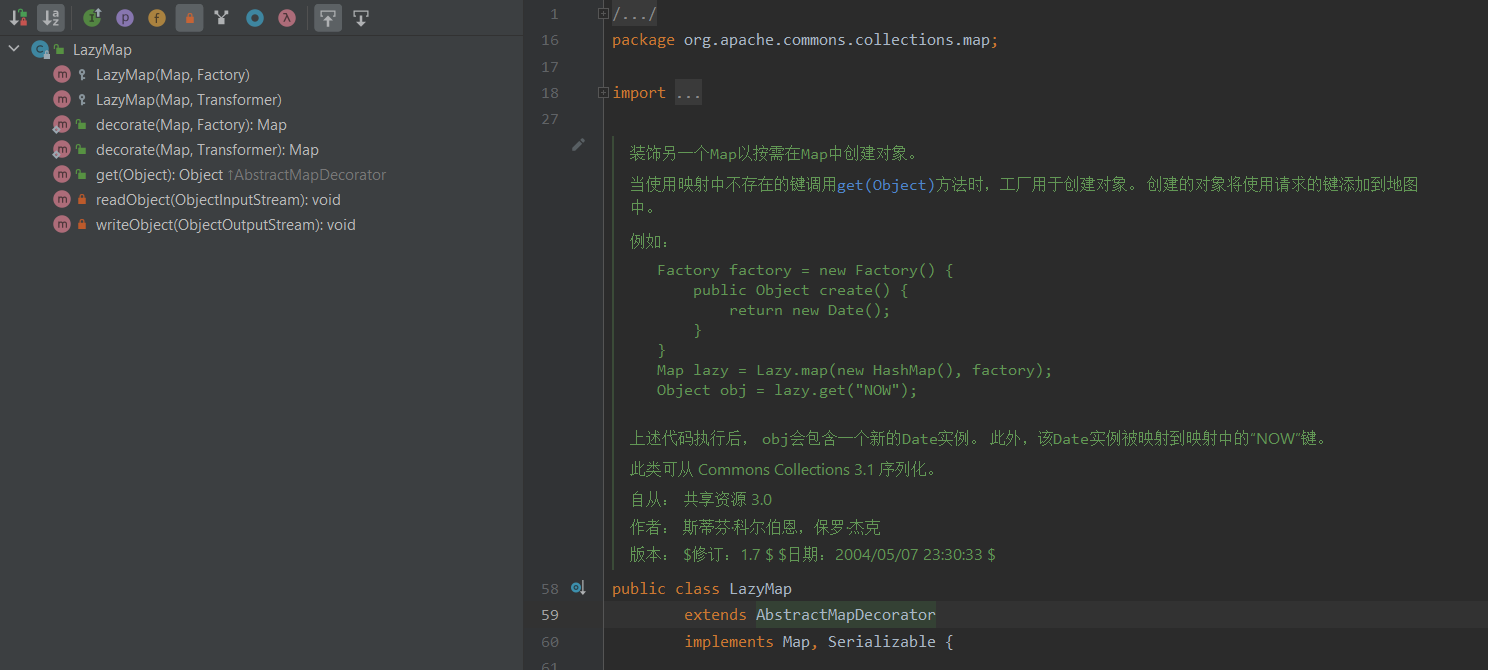 LazyMap
LazyMap(Map, Factory)
LazyMap(Map, Transformer)
decorate(Map, Factory): Map
decorate(Map, Transformer): Map
get(Object): Object ↑AbstractMapDecorator
readObject(ObjectInputStream): void
writeObject(ObjectOutputStream): void
1 /.../
16 package org.apache.commons.collections.map;
17
18 import ...
27
装饰另一个Map以按需在Map中创建对象。
当使用映射中不存在的键调用get(Object)方法时，工厂用于创建对象。 创建的对象将使用请求的键添加到地图
中。
例如：
Factory factory = new Factory() {
public Object create() {
return new Date();
}
}
Map lazy = Lazy.map(new HashMap(), factory);
Object obj = lazy.get("NOW");
上述代码执行后， obj会包含一个新的Date实例。 此外，该Date实例被映射到映射中的“NOW”键。
此类可从 Commons Collections 3.1 序列化。
自从： 共享资源 3.0
作者： 斯蒂芬·科尔伯恩，保罗·杰克
版本： $修订：1.7 $ $日期：2004/05/07 23:30:33 $
58 public class LazyMap
59 extends AbstractMapDecorator
60 implements Map, Serializable {
61